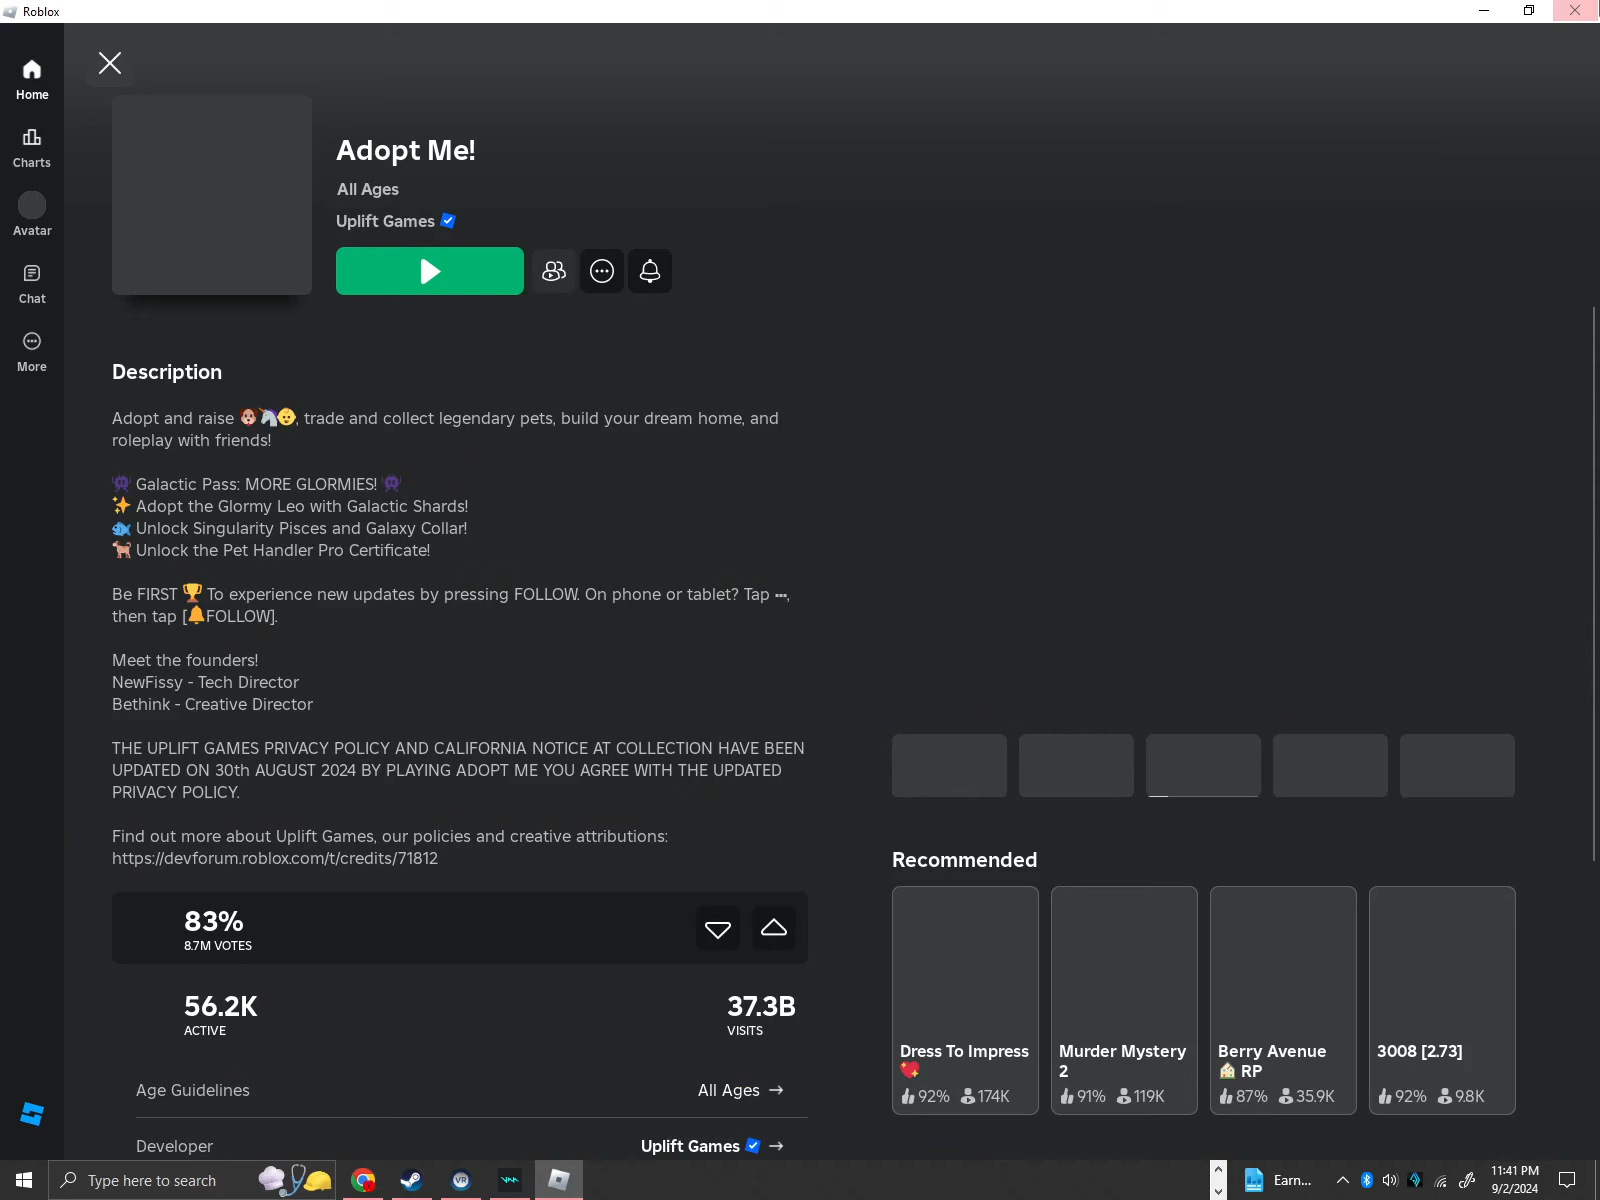 Roblox
Home
Charts
Avatar
Chat
More
Adopt Me!
All Ages
Uplift Games
Description
Adopt and raise 🐶🦄👶, trade and collect legendary pets, build your dream home, and
roleplay with friends!
👾 Galactic Pass: MORE GLORMIES! 👾
✨ Adopt the Glormy Leo with Galactic Shards!
🐟 Unlock Singularity Pisces and Galaxy Collar!
🐕 Unlock the Pet Handler Pro Certificate!
Be FIRST 🏆 To experience new updates by pressing FOLLOW. On phone or tablet? Tap •••,
then tap [🔔FOLLOW].
Meet the founders!
NewFissy - Tech Director
Bethink - Creative Director
THE UPLIFT GAMES PRIVACY POLICY AND CALIFORNIA NOTICE AT COLLECTION HAVE BEEN
UPDATED ON 30th AUGUST 2024 BY PLAYING ADOPT ME YOU AGREE WITH THE UPDATED
PRIVACY POLICY.
Find out more about Uplift Games, our policies and creative attributions:
https://devforum.roblox.com/t/credits/71812
83%
8.7M VOTES
56.2K
ACTIVE
37.3B
VISITS
Age Guidelines
All Ages →
Developer
Uplift Games →
Recommended
Dress To Impress
💖
92% 174K
Murder Mystery
2
91% 119K
Berry Avenue
🏠 RP
87% 35.9K
3008 [2.73]
92% 9.8K
Type here to search
VR
Earn...
11:41 PM
9/2/2024